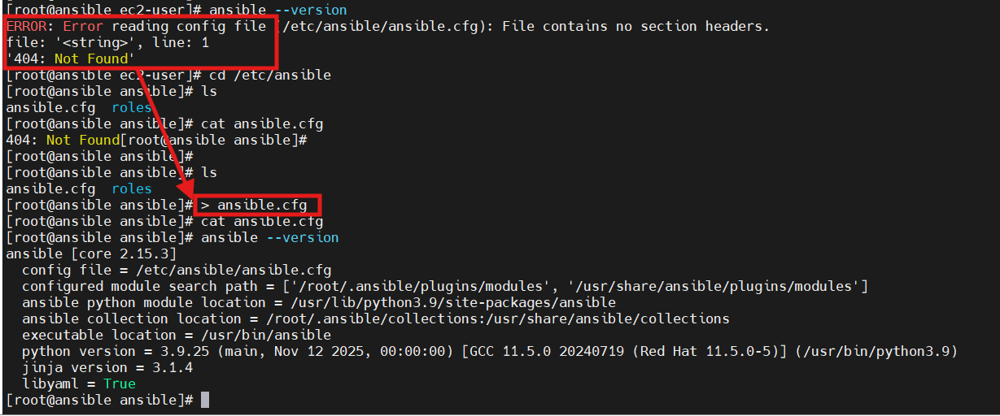 [root@ansible ec2-user]# ansible --version
ERROR: Error reading config file (/etc/ansible/ansible.cfg): File contains no section headers.
file: '<string>', line: 1
'404: Not Found'
[root@ansible ec2-user]# cd /etc/ansible
[root@ansible ansible]# ls
ansible.cfg  roles
[root@ansible ansible]# cat ansible.cfg
404: Not Found[root@ansible ansible]#
[root@ansible ansible]#
[root@ansible ansible]# ls
ansible.cfg  roles
[root@ansible ansible]# > ansible.cfg
[root@ansible ansible]# cat ansible.cfg
[root@ansible ansible]# ansible --version
ansible [core 2.15.3]
  config file = /etc/ansible/ansible.cfg
  configured module search path = ['/root/.ansible/plugins/modules', '/usr/share/ansible/plugins/modules']
  ansible python module location = /usr/lib/python3.9/site-packages/ansible
  ansible collection location = /root/.ansible/collections:/usr/share/ansible/collections
  executable location = /usr/bin/ansible
  python version = 3.9.25 (main, Nov 12 2025, 00:00:00) [GCC 11.5.0 20240719 (Red Hat 11.5.0-5)] (/usr/bin/python3.9)
  jinja version = 3.1.4
  libyaml = True
[root@ansible ansible]#